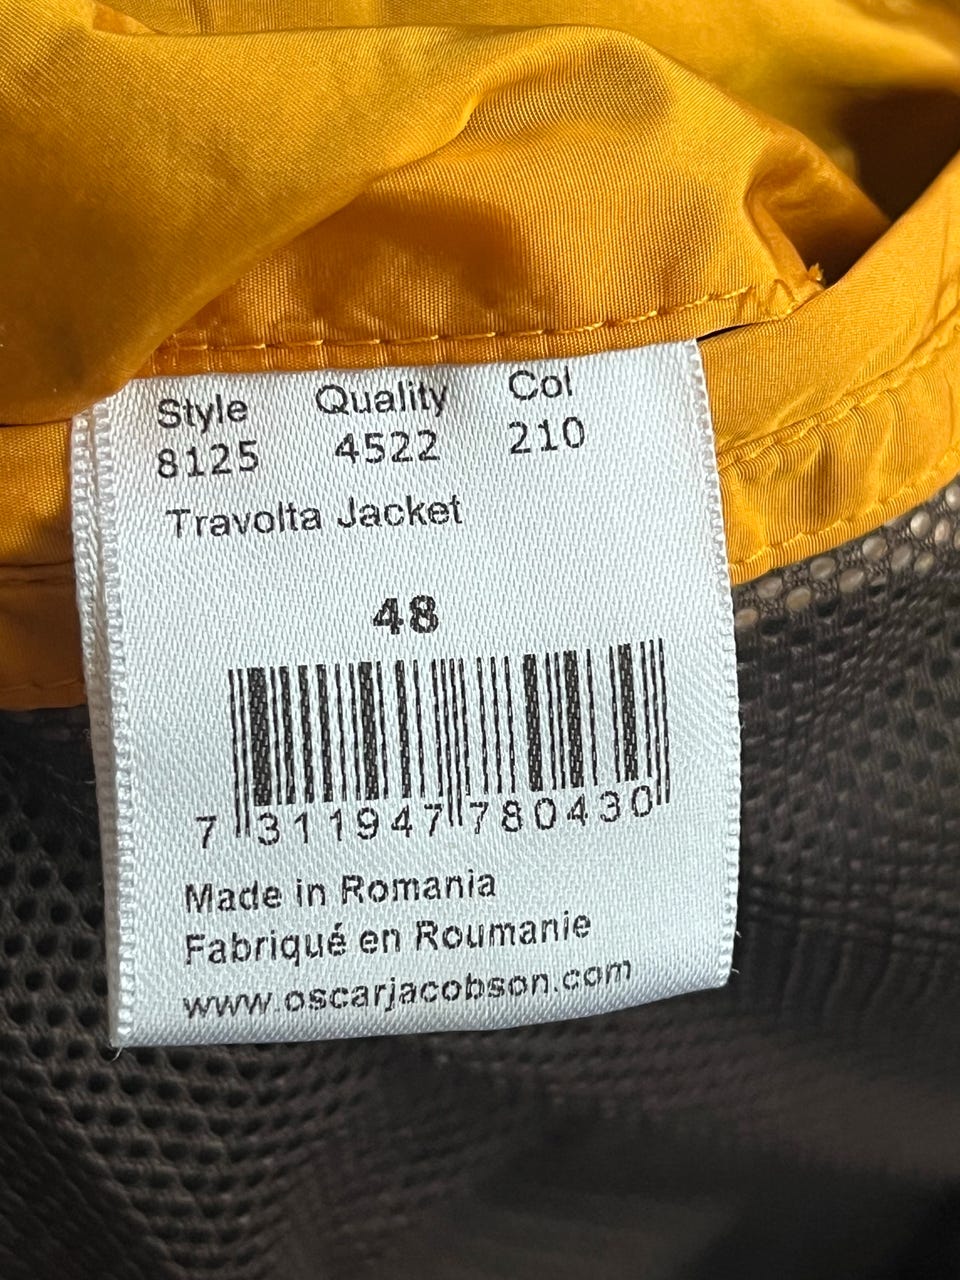 Style Quality Col
8125 4522 210
Travolta Jacket
48
7 311947 780430
Made in Romania
Fabriqué en Roumanie
www.oscarjacobson.com